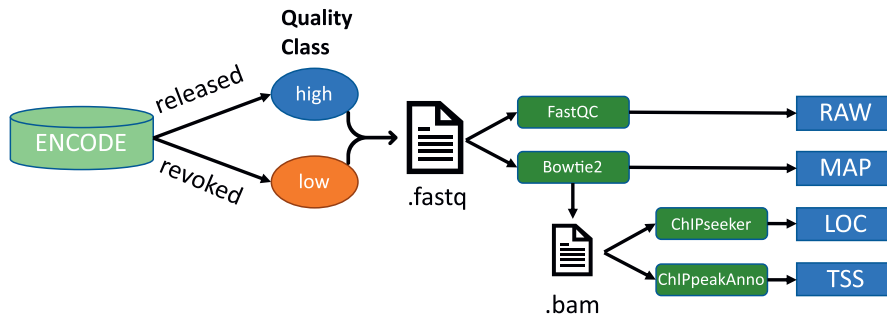 Quality
Class
ENCODE
released
revoked
high
low
.fastq
FastQC
Bowtie2
.bam
ChIPseeker
ChIPpeakAnno
RAW
MAP
LOC
TSS